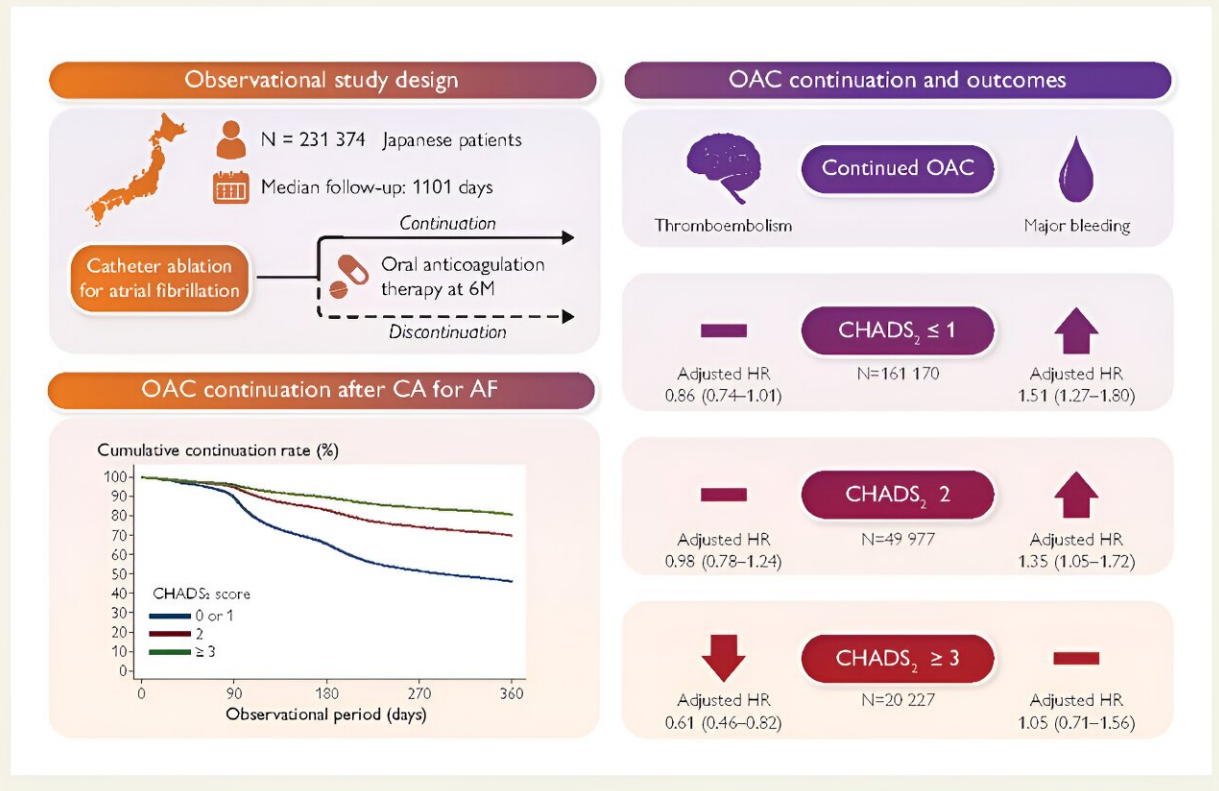 Observational study design
N = 231 374 Japanese patients
Median follow-up: 1101 days
Continuation
Catheter ablation
for atrial fibrillation
Oral anticoagulation
therapy at 6M
Discontinuation
OAC continuation after CA for AF
Cumulative continuation rate (%)
100
90
80
70
60
50
40
30
20
10
0
CHADS₂ score
0 or 1
2
≥ 3
0 90 180 270 360
Observational period (days)
OAC continuation and outcomes
Continued OAC
Thromboembolism
Major bleeding
CHADS₂ ≤ 1
N=161 170
Adjusted HR
0.86 (0.74–1.01)
Adjusted HR
1.51 (1.27–1.80)
CHADS₂ 2
N=49 977
Adjusted HR
0.98 (0.78–1.24)
Adjusted HR
1.35 (1.05–1.72)
CHADS₂ ≥ 3
N=20 227
Adjusted HR
0.61 (0.46–0.82)
Adjusted HR
1.05 (0.71–1.56)